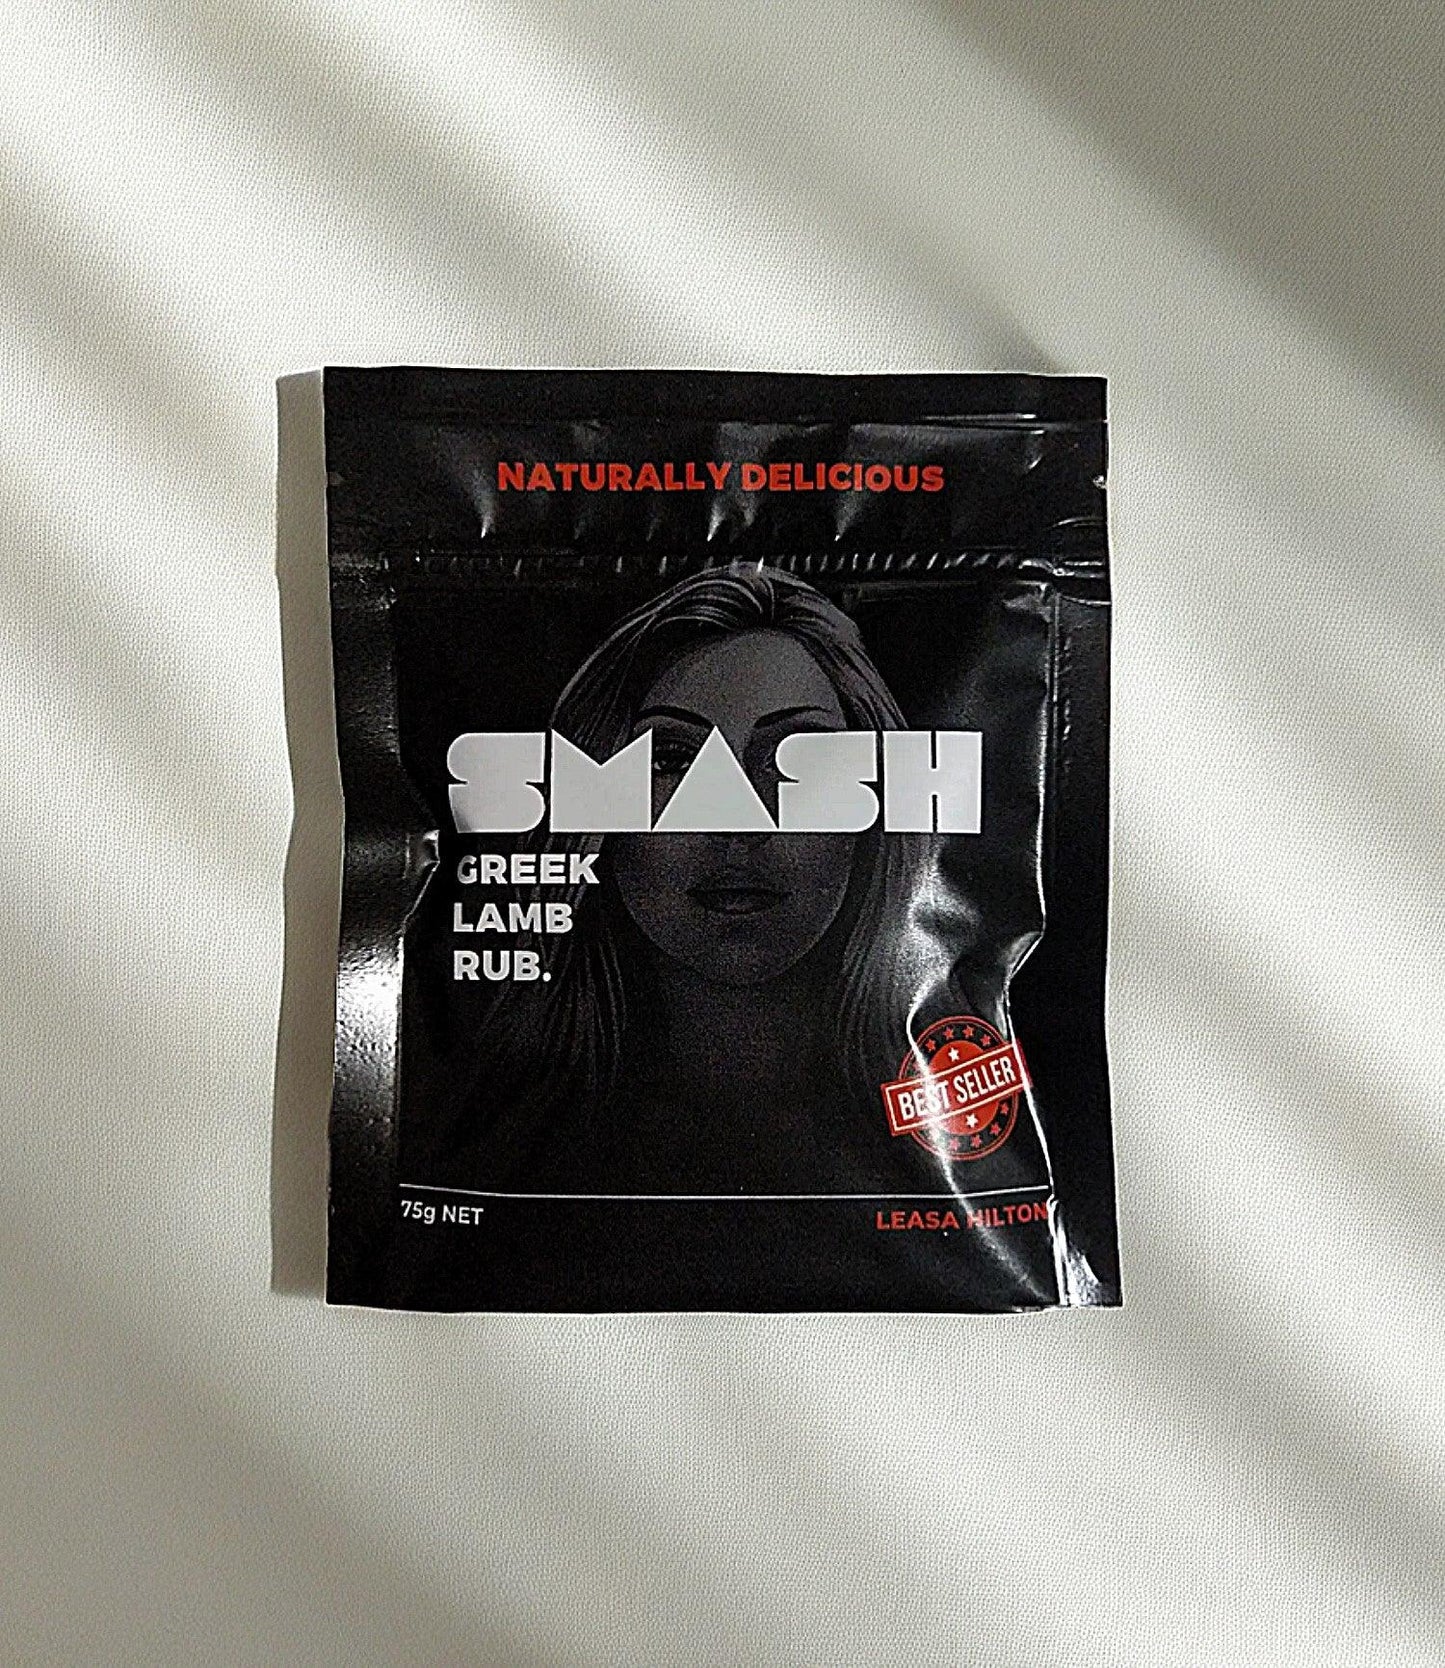 NATURALLY DELICIOUS
SMASH
GREEK
LAMB
RUB.
BEST SELLER
75g NET
LEASA HILTON